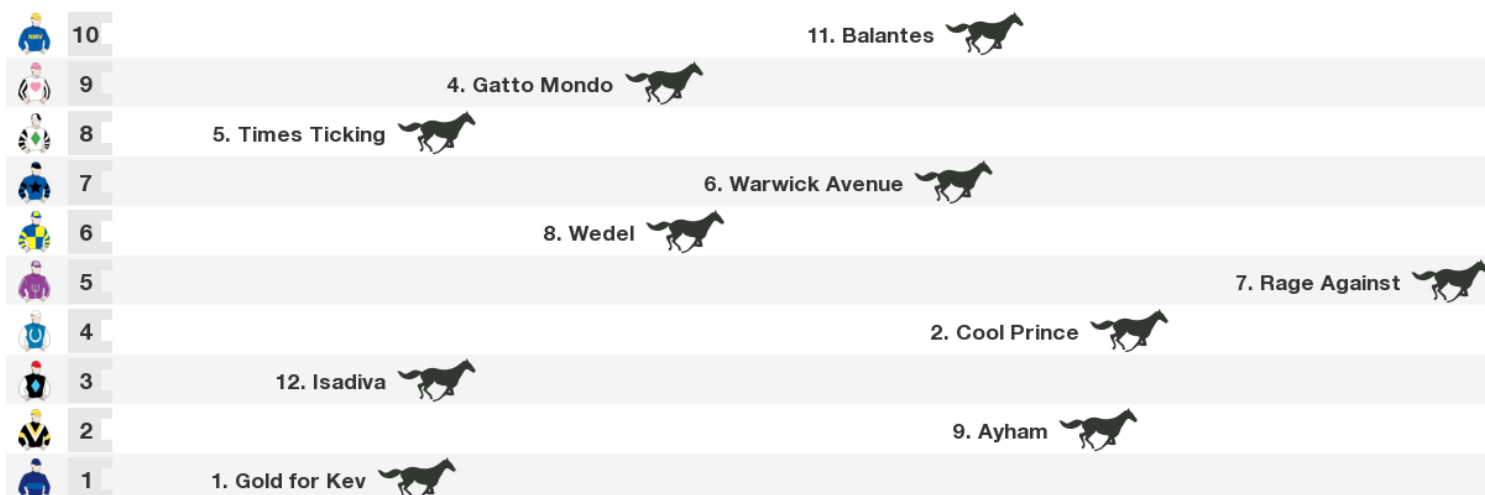 10 11. Balantes
9 4. Gatto Mondo
8 5. Times Ticking
7 6. Warwick Avenue
6 8. Wedel
5 7. Rage Against
4 2. Cool Prince
3 12. Isadiva
2 9. Ayham
1 1. Gold for Kev